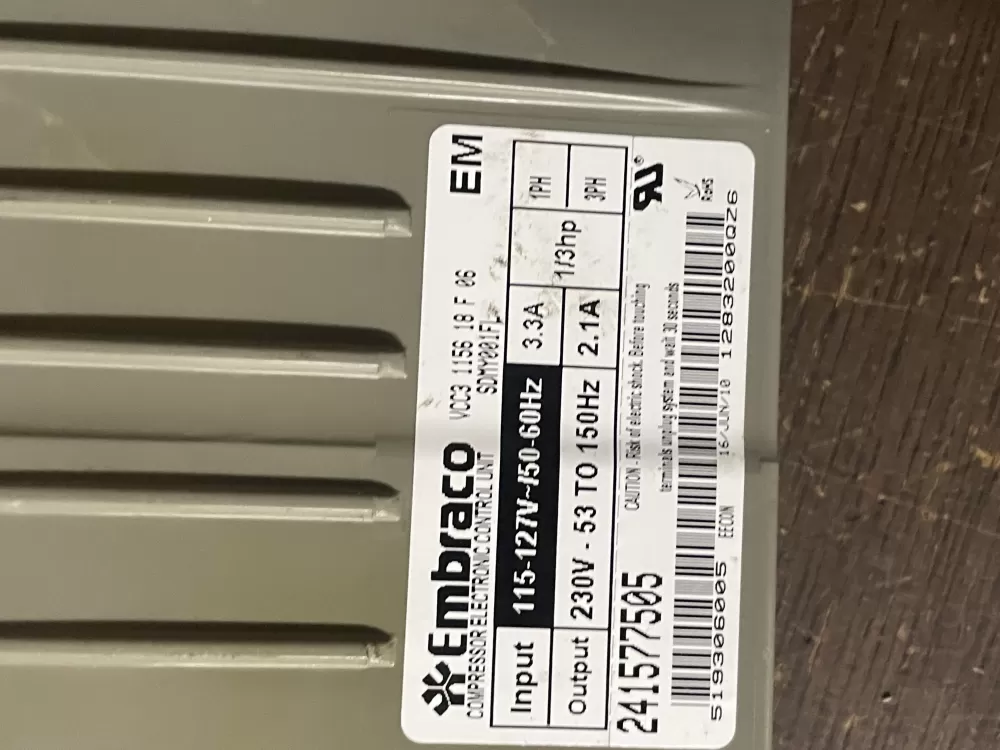 Embraco VCC3 1156 18 F 06 EM
COMPRESSOR ELECTRONIC CONTROL UNIT SDMY001FL
Input 115-127V~/50-60Hz 3.3A 1/3hp 1PH
Output 230V - 53 TO 150Hz 2.1A 3PH
241577505 CAUTION - Risk of electric shock. Before touching
terminals unplug system and wait 30 seconds
RoHS
519306005 EECON 16/JUN/10 1283200QZ6